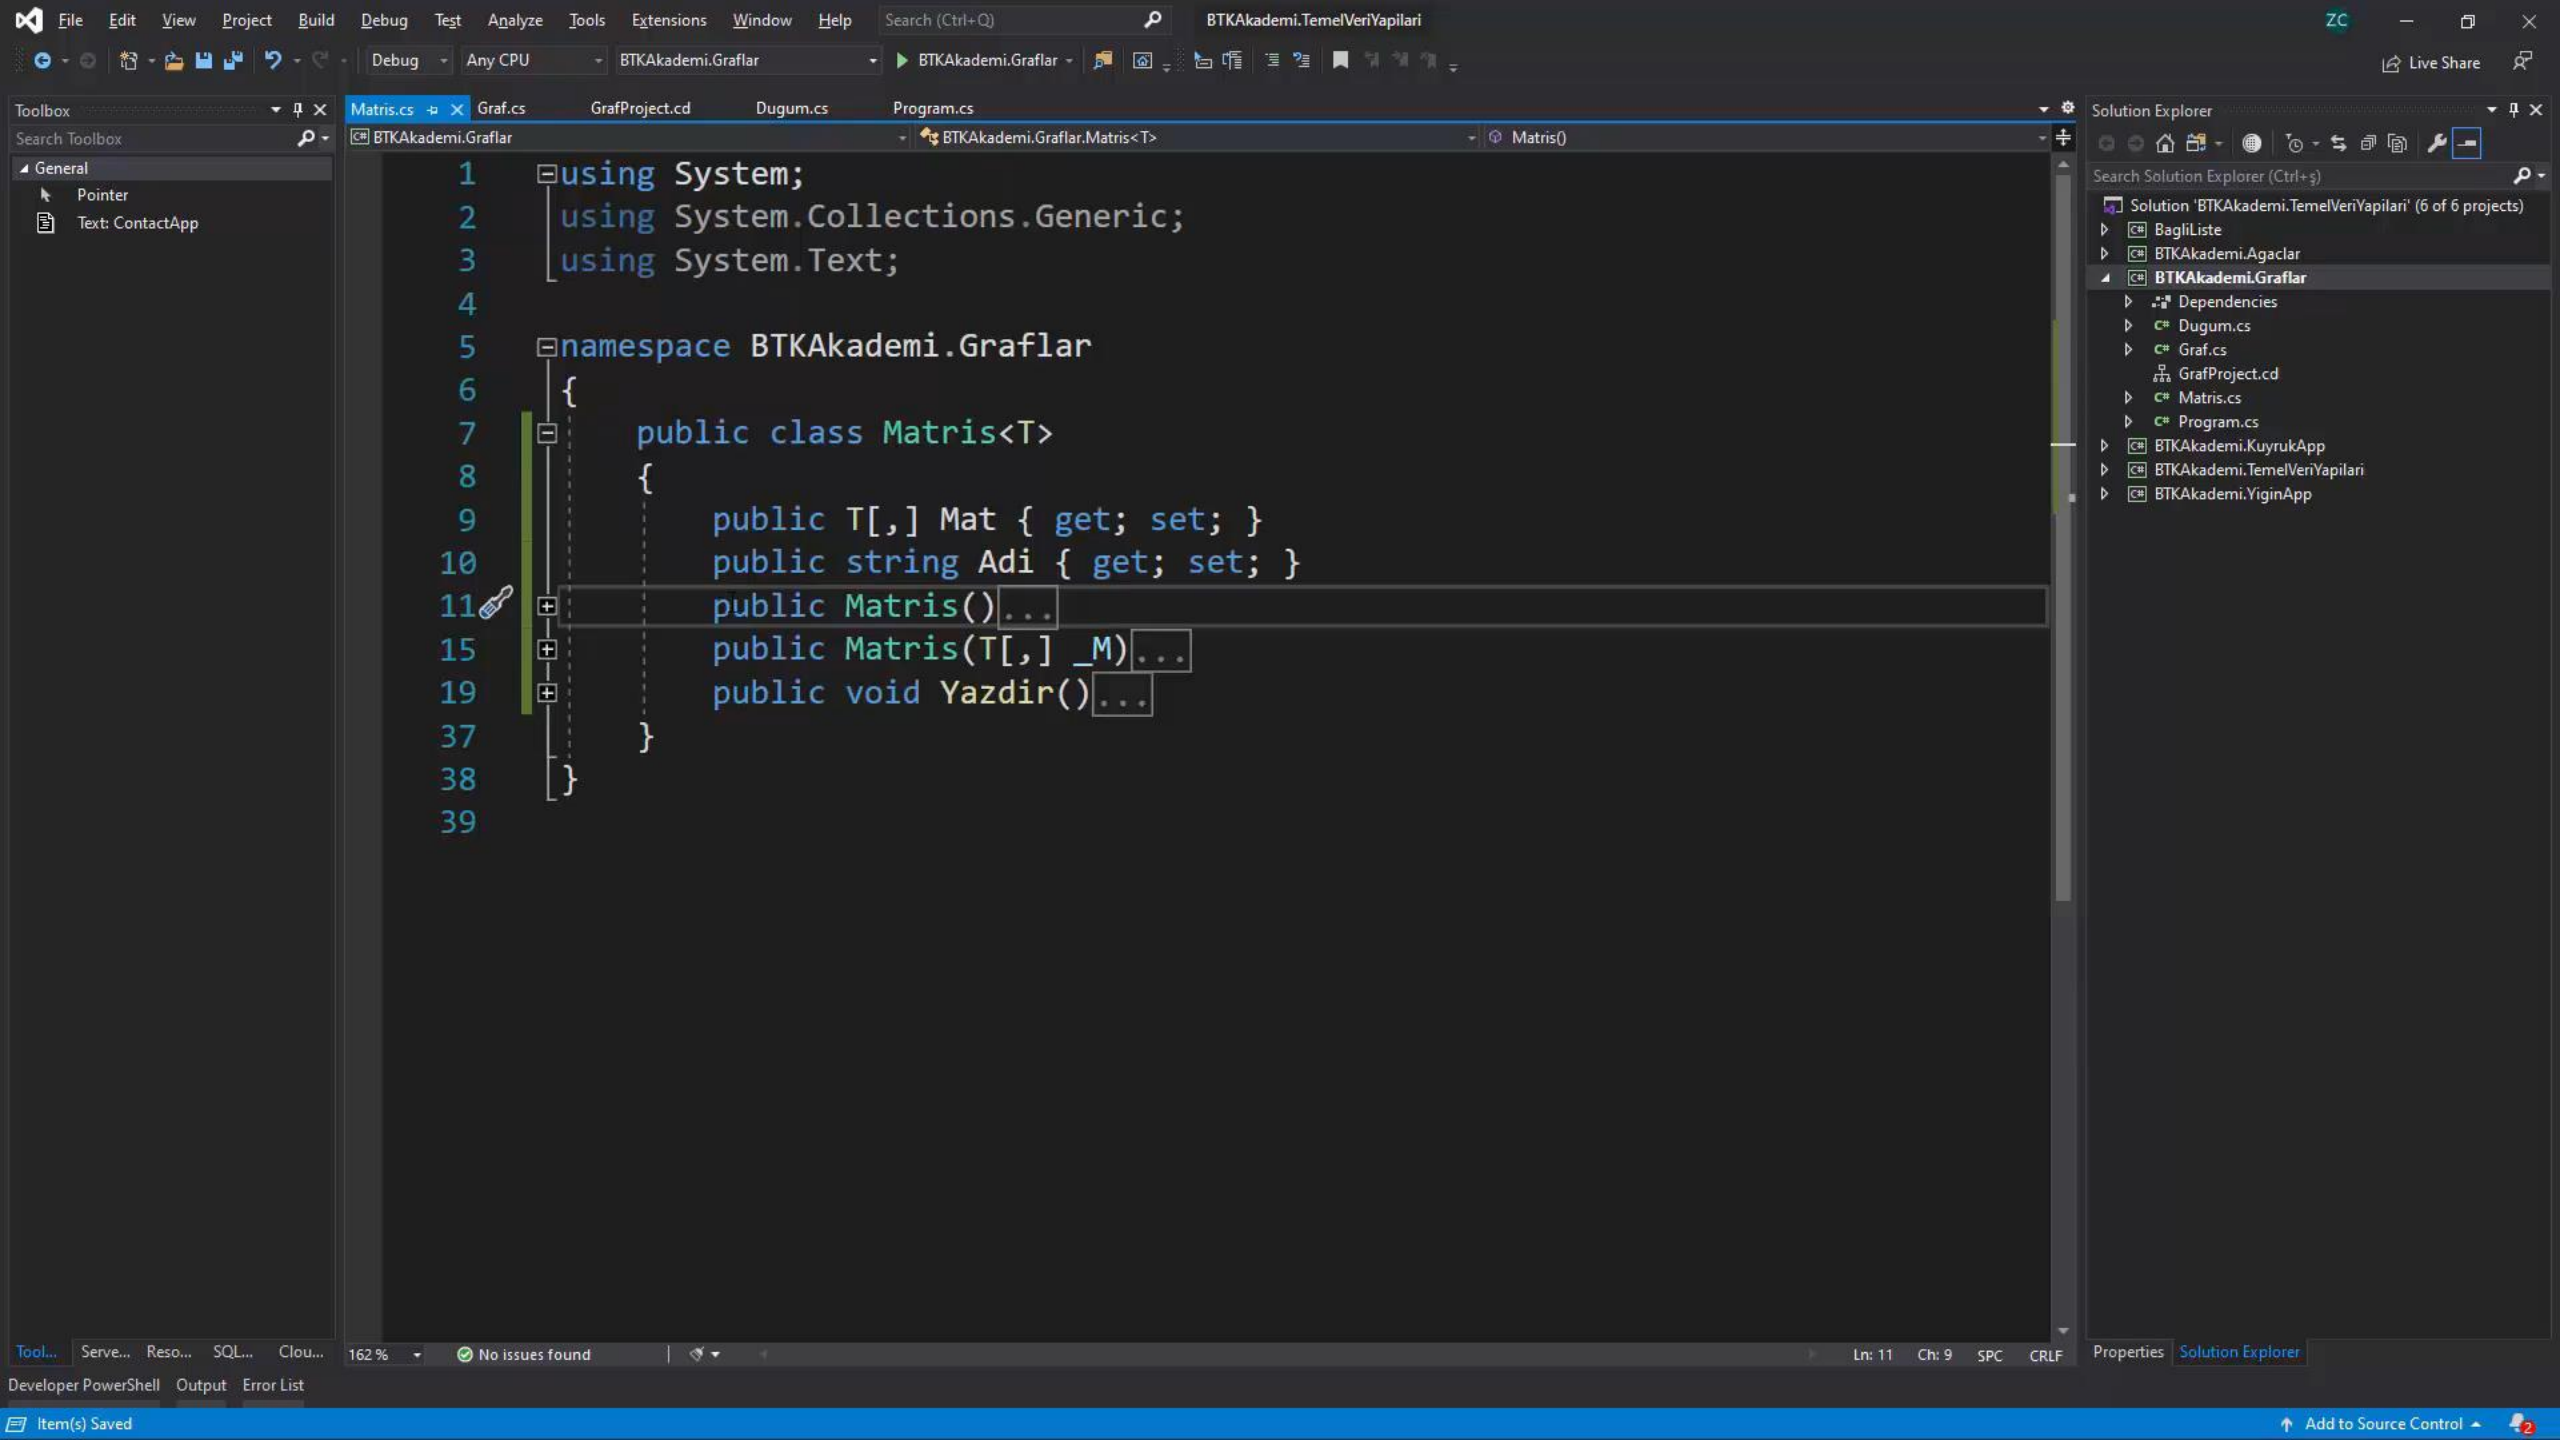 File Edit View Project Build Debug Test Analyze Tools Extensions Window Help Search (Ctrl+Q) BTKAkademi.TemelVeriYapilari ZC
Debug Any CPU BTKAkademi.Graflar BTKAkademi.Graflar Live Share
Toolbox
Search Toolbox
General
Pointer
Text: ContactApp
Matris.cs Graf.cs GrafProject.cd Dugum.cs Program.cs
BTKAkademi.Graflar BTKAkademi.Graflar.Matris<T> Matris()
1 using System;
2 using System.Collections.Generic;
3 using System.Text;
4
5 namespace BTKAkademi.Graflar
6 {
7 public class Matris<T>
8 {
9 public T[,] Mat { get; set; }
10 public string Adi { get; set; }
11 public Matris()...
15 public Matris(T[,] _M)...
19 public void Yazdir()...
37 }
38 }
39
162 % No issues found Ln: 11 Ch: 9 SPC CRLF
Solution Explorer
Search Solution Explorer (Ctrl+ş)
Solution 'BTKAkademi.TemelVeriYapilari' (6 of 6 projects)
BagliListe
BTKAkademi.Agaclar
BTKAkademi.Graflar
Dependencies
Dugum.cs
Graf.cs
GrafProject.cd
Matris.cs
Program.cs
BTKAkademi.KuyrukApp
BTKAkademi.TemelVeriYapilari
BTKAkademi.YiginApp
Tool... Serve... Reso... SQL... Clou...
Properties Solution Explorer
Developer PowerShell Output Error List
Item(s) Saved Add to Source Control 2